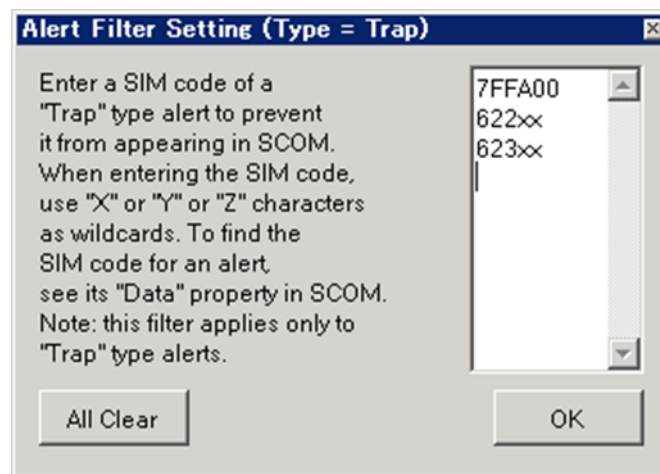 Alert Filter Setting (Type = Trap)
Enter a SIM code of a
"Trap" type alert to prevent
it from appearing in SCOM.
When entering the SIM code,
use "X" or "Y" or "Z" characters
as wildcards. To find the
SIM code for an alert,
see its "Data" property in SCOM.
Note: this filter applies only to
"Trap" type alerts.
7FFA00
622xx
623xx
All Clear
OK